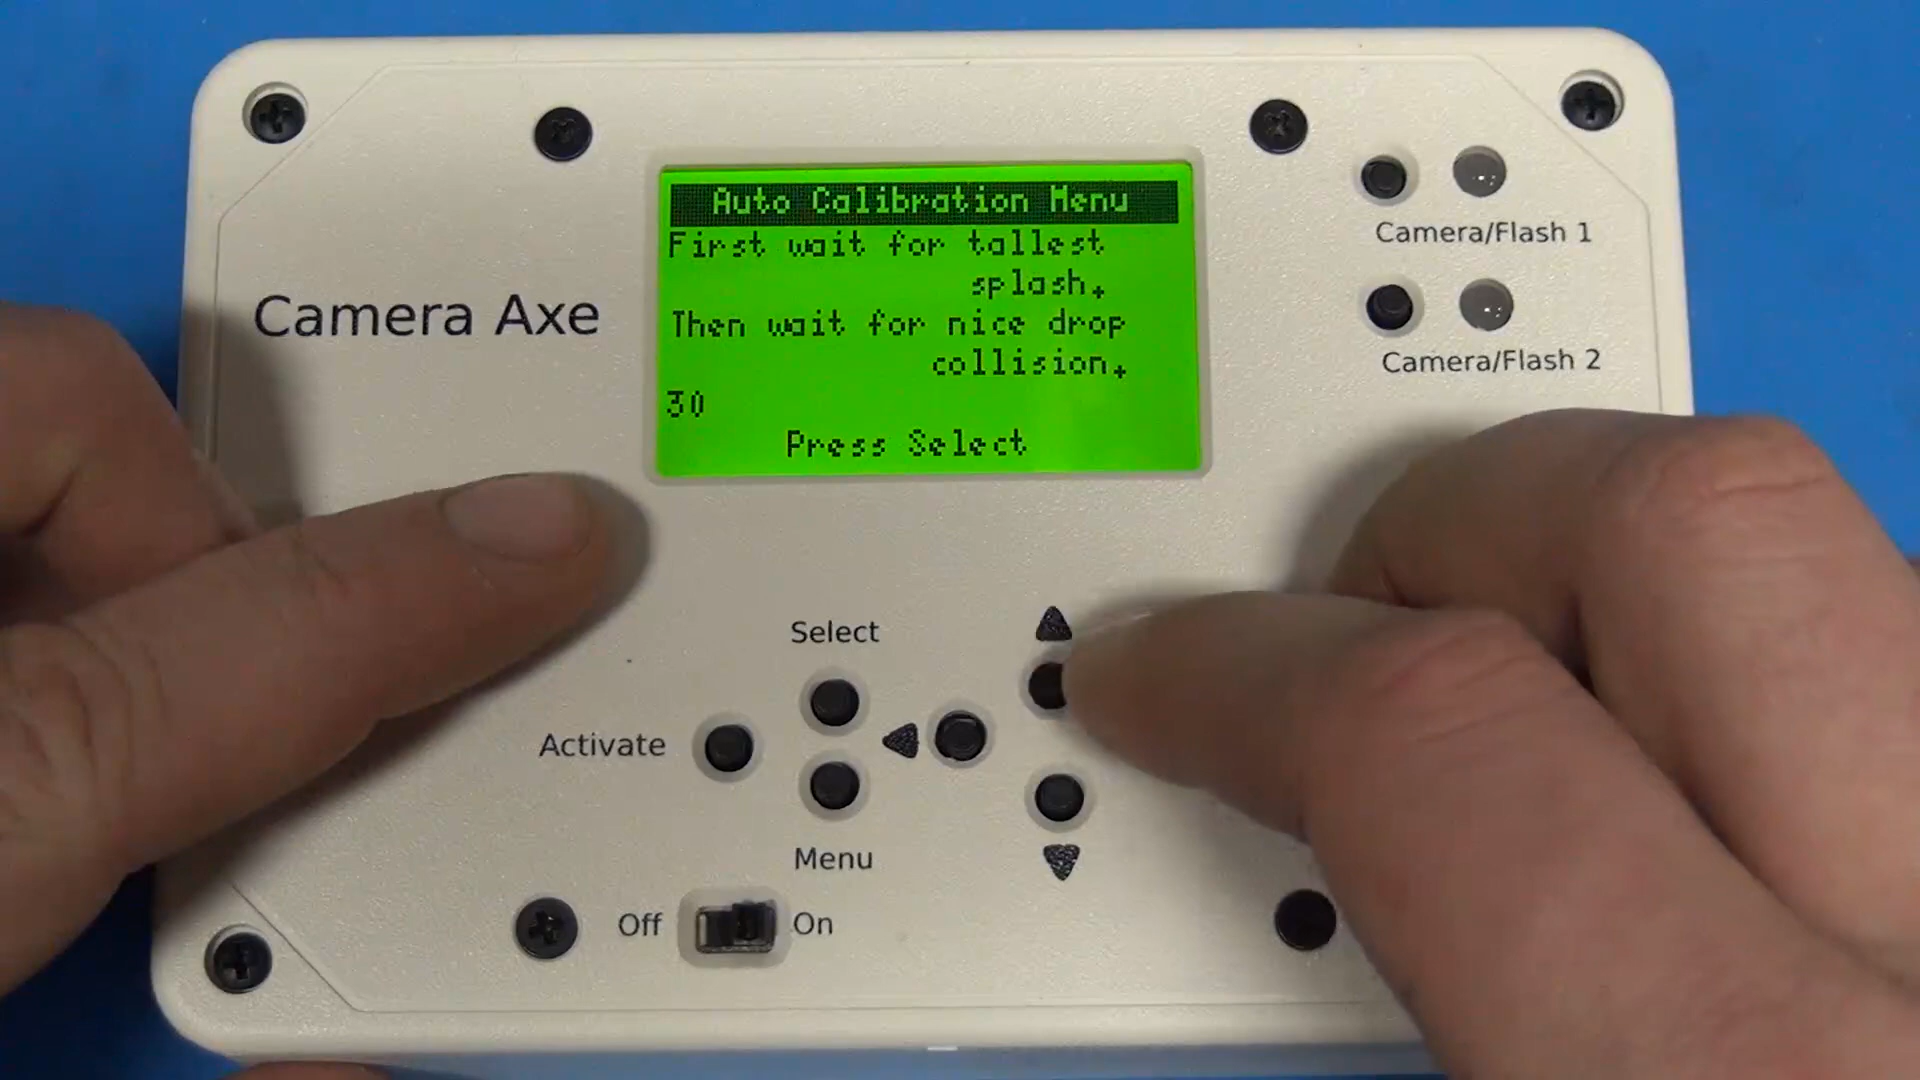 Auto Calibration Menu
First wait for tallest
splash.
Then wait for nice drop
collision.
30
Press Select
Camera Axe
Camera/Flash 1
Camera/Flash 2
Select
Activate
Menu
Off
On